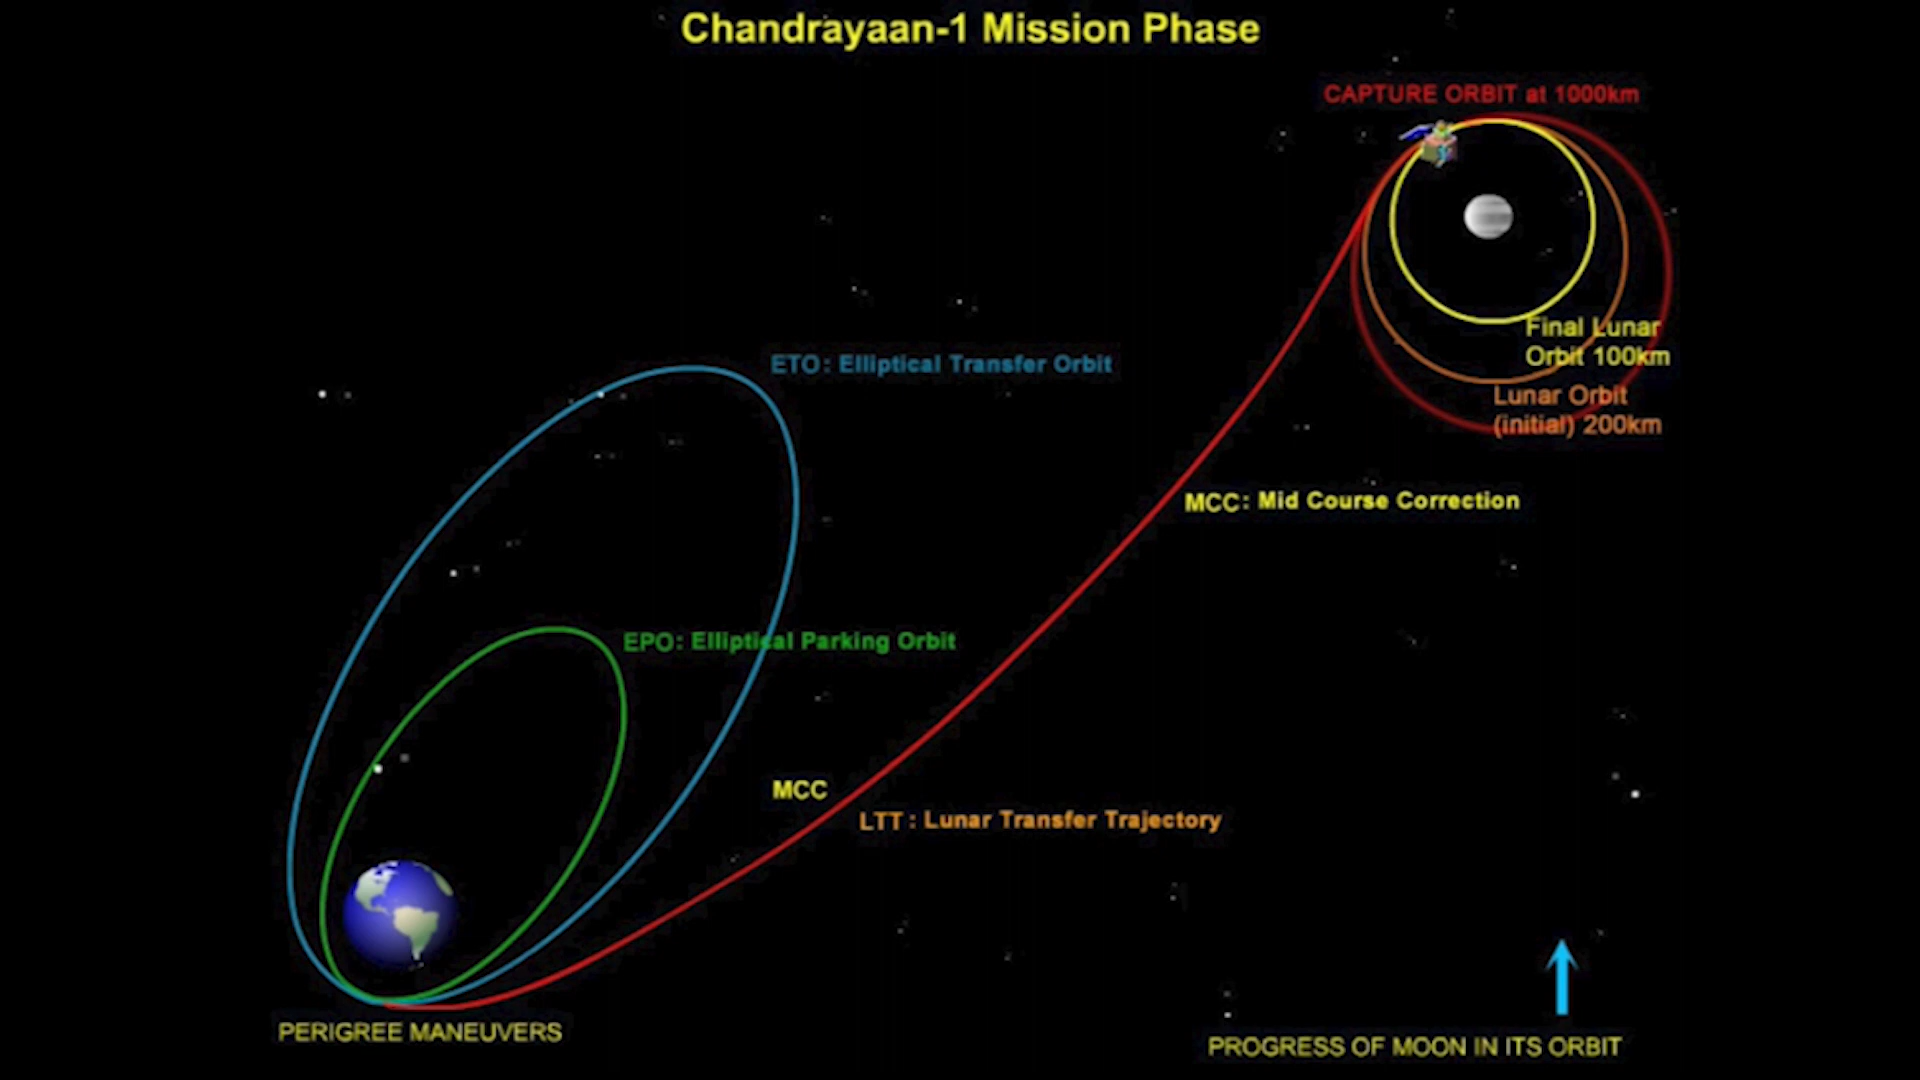 Chandrayaan-1 Mission Phase
CAPTURE ORBIT at 1000km
Final Lunar
Orbit 100km
Lunar Orbit
(initial) 200km
ETO: Elliptical Transfer Orbit
MCC: Mid Course Correction
EPO: Elliptical Parking Orbit
MCC
LTT : Lunar Transfer Trajectory
PERIGREE MANEUVERS
PROGRESS OF MOON IN ITS ORBIT